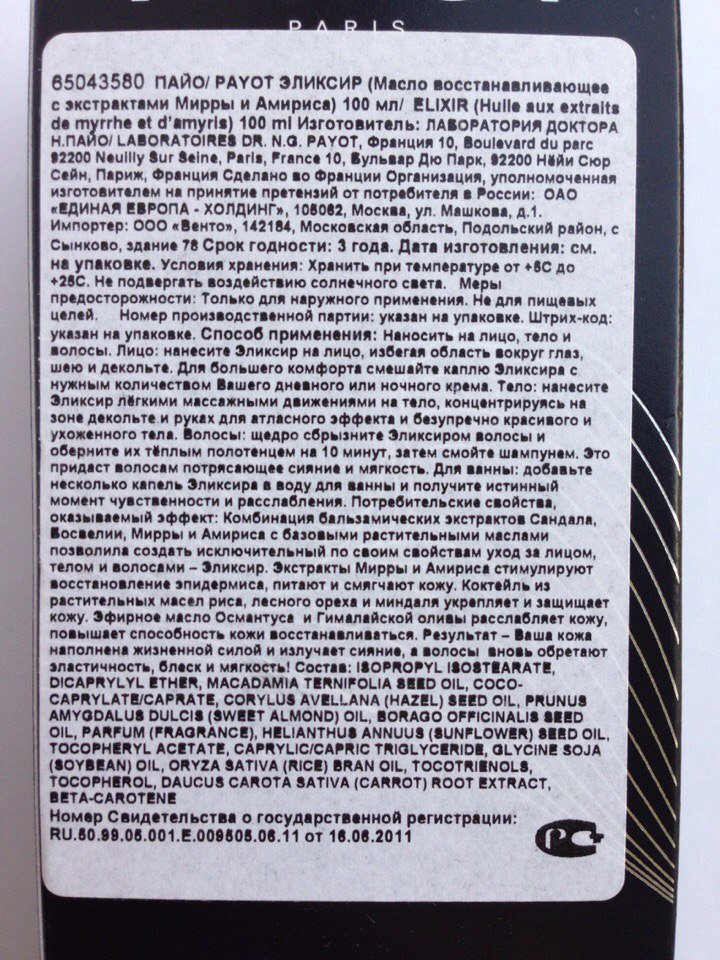 PARIS
65043580 ПАЙО/ PAYOT ЭЛИКСИР (Масло восстанавливающее
с экстрактами Мирры и Амириса) 100 мл/ ELIXIR (Huile aux extraits
de myrrhe et d'amyris) 100 ml Изготовитель: ЛАБОРАТОРИЯ ДОКТОРА
Н.ПАЙО/ LABORATOIRES DR. N.G. PAYOT, Франция 10, Boulevard du parc
92200 Neuilly Sur Seine, Paris, France 10, Бульвар Дю Парк, 92200 Нёйи Сюр
Сейн, Париж, Франция Сделано во Франции Организация, уполномоченная
изготовителем на принятие претензий от потребителя в России: ОАО
«ЕДИНАЯ ЕВРОПА - ХОЛДИНГ», 105062, Москва, ул. Машкова, д.1.
Импортер: ООО «Венто», 142184, Московская область, Подольский район, с
Сынково, здание 78 Срок годности: 3 года. Дата изготовления: см.
на упаковке. Условия хранения: Хранить при температуре от +5С до
+25С. Не подвергать воздействию солнечного света. Меры
предосторожности: Только для наружного применения. Не для пищевых
целей. Номер производственной партии: указан на упаковке. Штрих-код:
указан на упаковке. Способ применения: Наносить на лицо, тело и
волосы. Лицо: нанесите Эликсир на лицо, избегая область вокруг глаз,
шею и декольте. Для большего комфорта смешайте каплю Эликсира с
нужным количеством Вашего дневного или ночного крема. Тело: нанесите
Эликсир лёгкими массажными движениями на тело, концентрируясь на
зоне декольте и руках для атласного эффекта и безупречно красивого и
ухоженного тела. Волосы: щедро сбрызните Эликсиром волосы и
оберните их тёплым полотенцем на 10 минут, затем смойте шампунем. Это
придаст волосам потрясающее сияние и мягкость. Для ванны: добавьте
несколько капель Эликсира в воду для ванны и получите истинный
момент чувственности и расслабления. Потребительские свойства,
оказываемый эффект: Комбинация бальзамических экстрактов Сандала,
Босвелии, Мирры и Амириса с базовыми растительными маслами
позволила создать исключительный по своим свойствам уход за лицом,
телом и волосами – Эликсир. Экстракты Мирры и Амириса стимулируют
восстановление эпидермиса, питают и смягчают кожу. Коктейль из
растительных масел риса, лесного ореха и миндаля укрепляет и защищает
кожу. Эфирное масло Османтуса и Гималайской оливы расслабляет кожу,
повышает способность кожи восстанавливаться. Результат – Ваша кожа
наполнена жизненной силой и излучает сияние, а волосы вновь обретают
эластичность, блеск и мягкость! Состав: ISOPROPYL ISOSTEARATE,
DICAPRYLYL ETHER, MACADAMIA TERNIFOLIA SEED OIL, COCO-
CAPRYLATE/CAPRATE, CORYLUS AVELLANA (HAZEL) SEED OIL, PRUNUS
AMYGDALUS DULCIS (SWEET ALMOND) OIL, BORAGO OFFICINALIS SEED
OIL, PARFUM (FRAGRANCE), HELIANTHUS ANNUUS (SUNFLOWER) SEED OIL,
TOCOPHERYL ACETATE, CAPRYLIC/CAPRIC TRIGLYCERIDE, GLYCINE SOJA
(SOYBEAN) OIL, ORYZA SATIVA (RICE) BRAN OIL, TOCOTRIENOLS,
TOCOPHEROL, DAUCUS CAROTA SATIVA (CARROT) ROOT EXTRACT,
BETA-CAROTENE
Номер Свидетельства о государственной регистрации:
RU.50.99.05.001.E.009505.06.11 от 16.06.2011